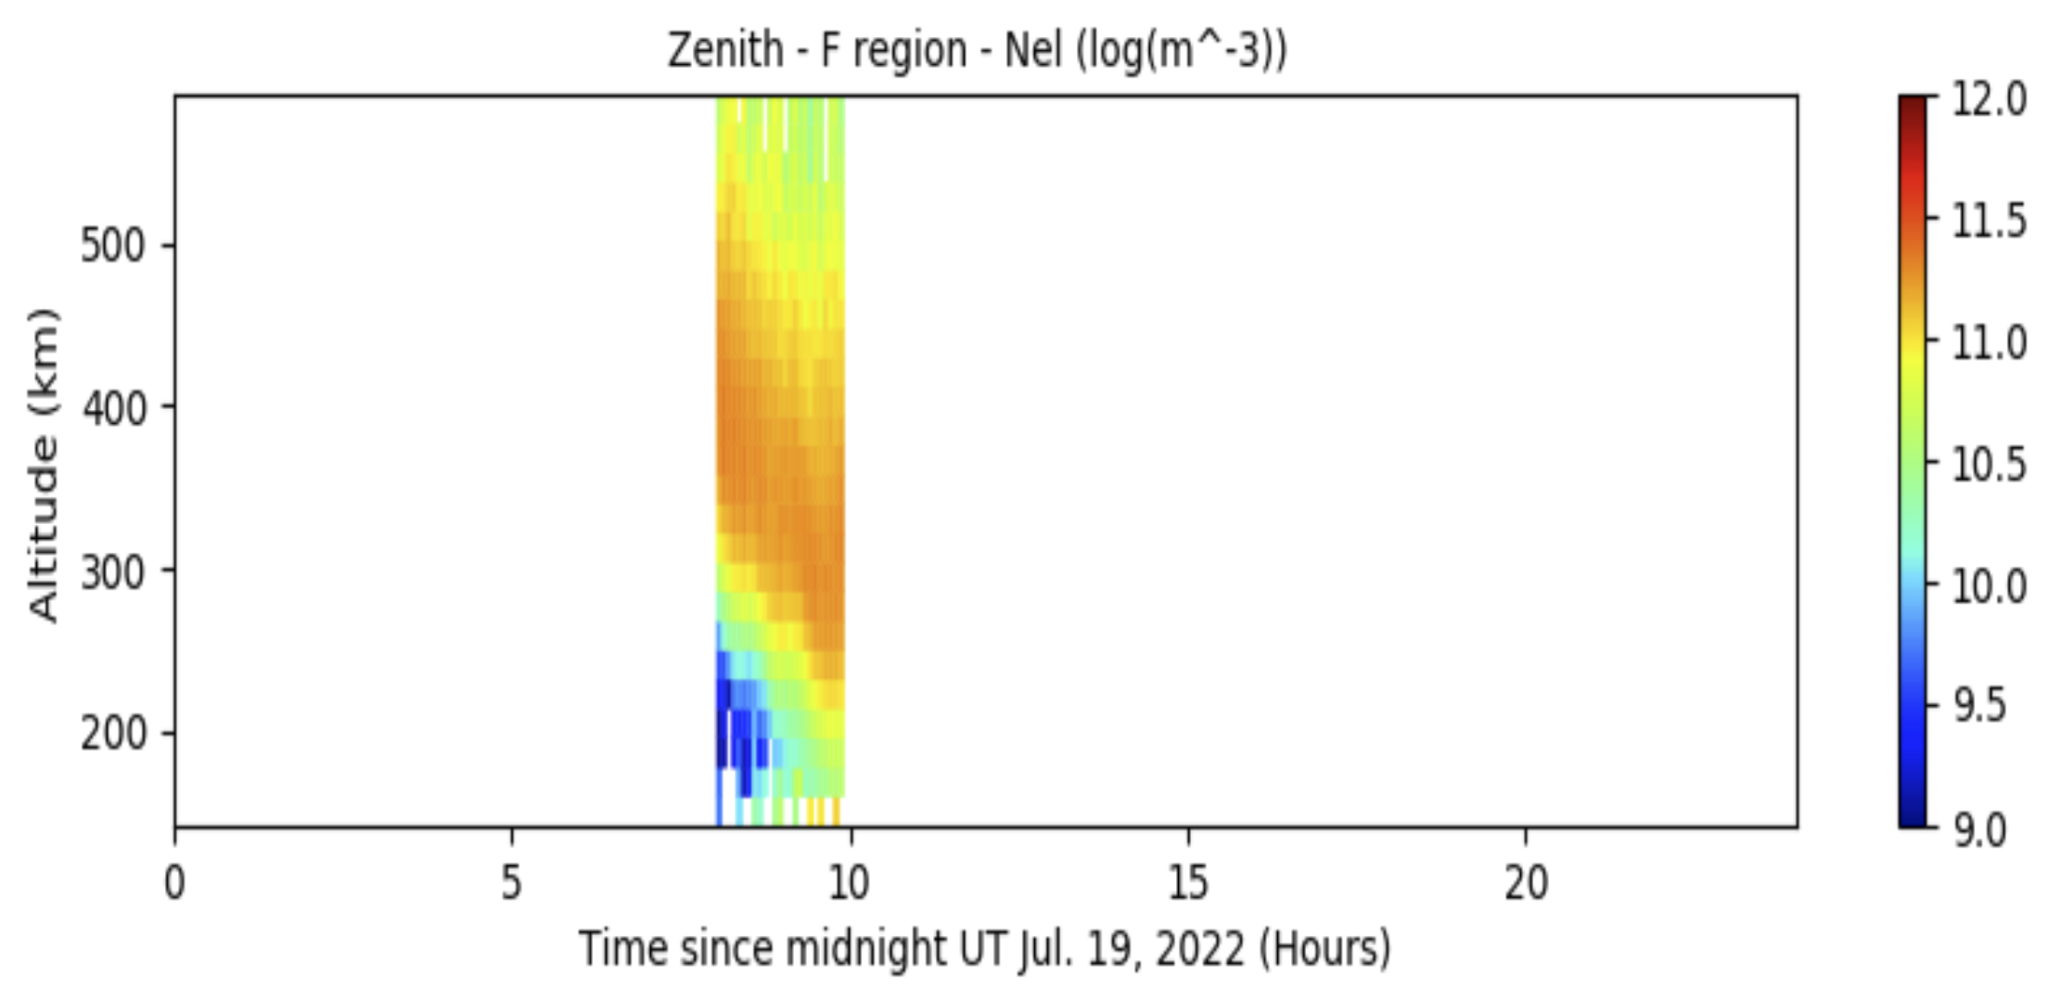 Zenith - F region - Nel (log(m^-3))
Altitude (km)
500
400
300
200
0 5 10 15 20
Time since midnight UT Jul. 19, 2022 (Hours)
12.0
11.5
11.0
10.5
10.0
9.5
9.0